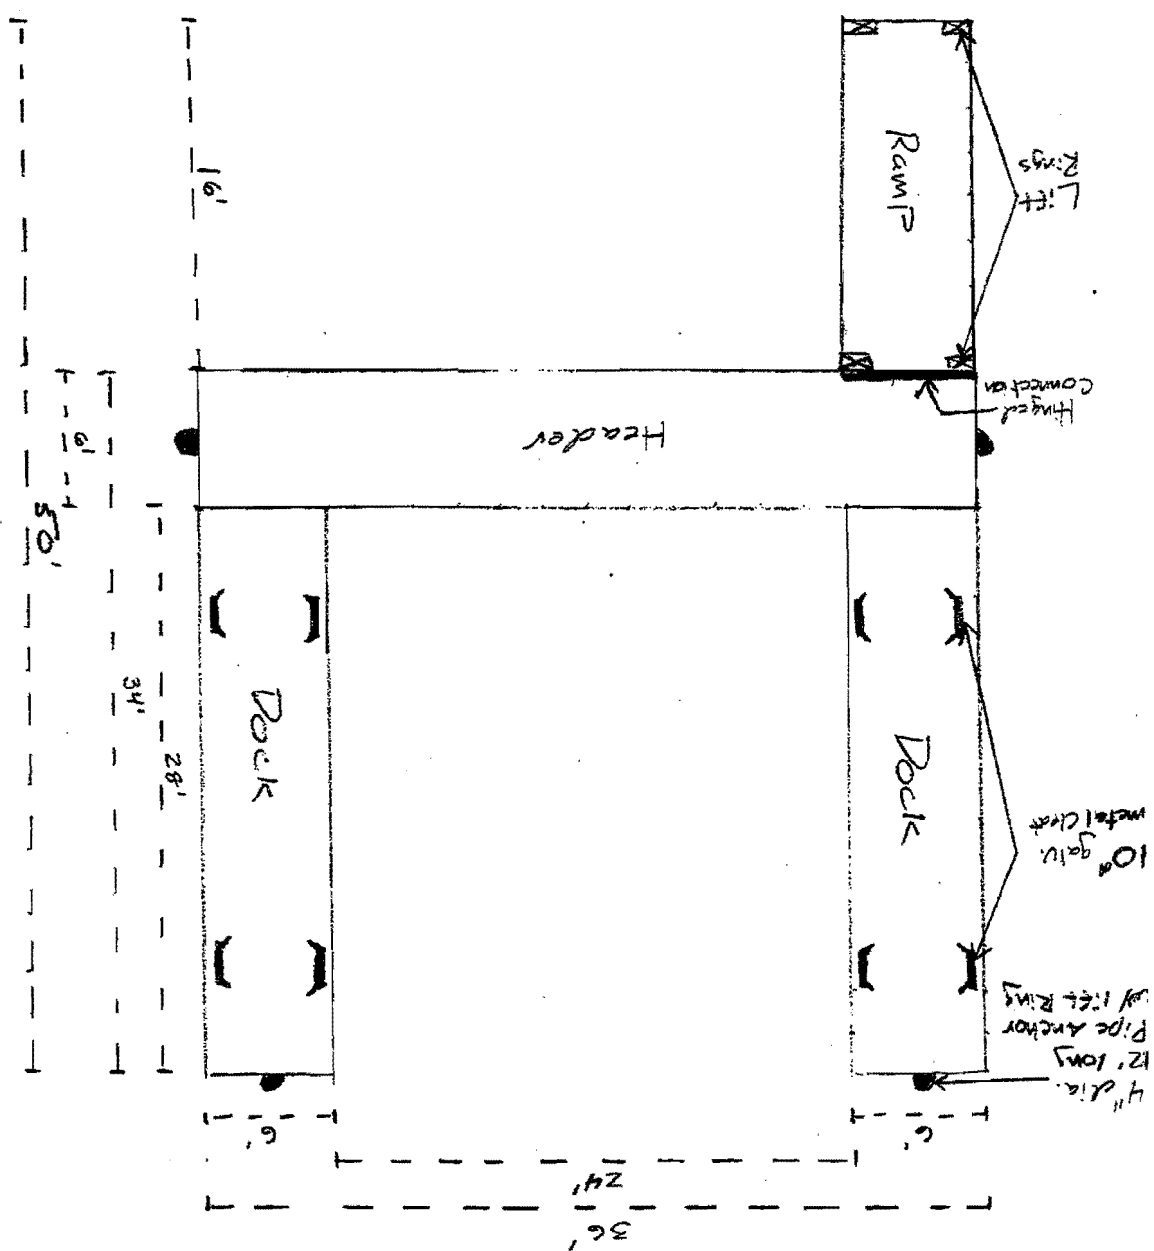 36'
24'
6'
6'
4" dia.
12' long
Pipe Anchor
w/ lift Ring
10" galv.
metal Cleat
Dock
Dock
28'
34'
50'
6'
Header
Hinged
Connection
Lift
Rings
Ramp
16'